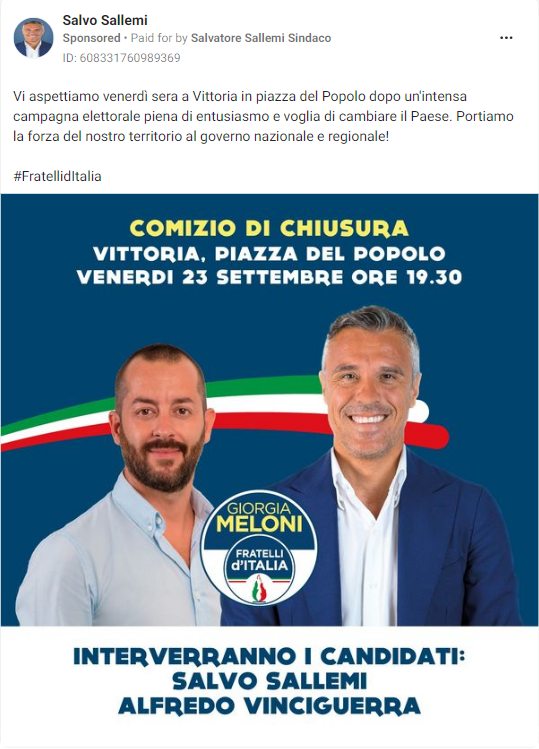 Salvo Sallemi
Sponsored • Paid for by Salvatore Sallemi Sindaco
ID: 608331760989369
Vi aspettiamo venerdì sera a Vittoria in piazza del Popolo dopo un'intensa
campagna elettorale piena di entusiasmo e voglia di cambiare il Paese. Portiamo
la forza del nostro territorio al governo nazionale e regionale!
#FratellidItalia
COMIZIO DI CHIUSURA
VITTORIA, PIAZZA DEL POPOLO
VENERDI 23 SETTEMBRE ORE 19.30
GIORGIA
MELONI
FRATELLI
d'ITALIA
INTERVERRANNO I CANDIDATI:
SALVO SALLEMI
ALFREDO VINCIGUERRA